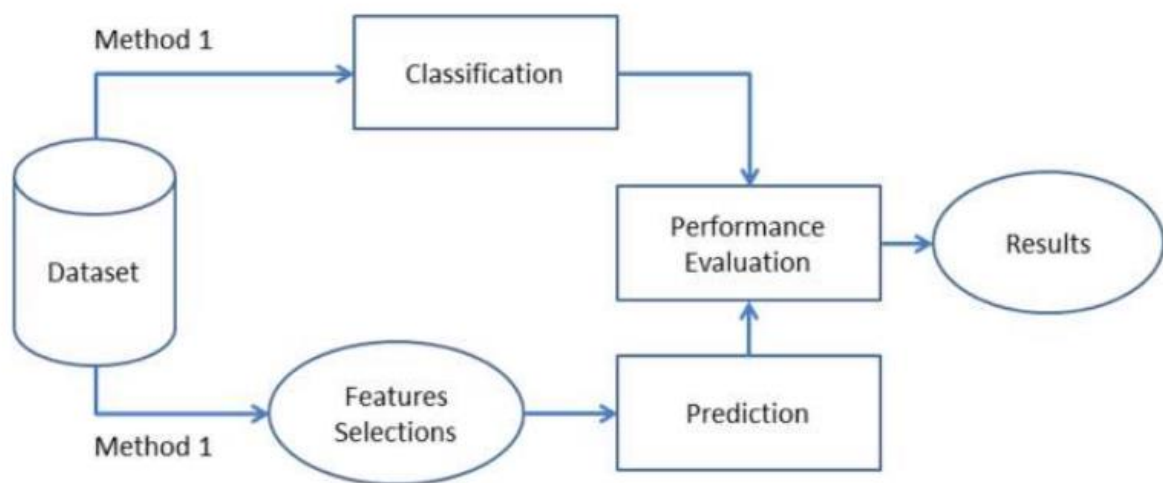 Method 1
Classification
Performance
Evaluation
Results
Dataset
Features
Selections
Prediction
Method 1